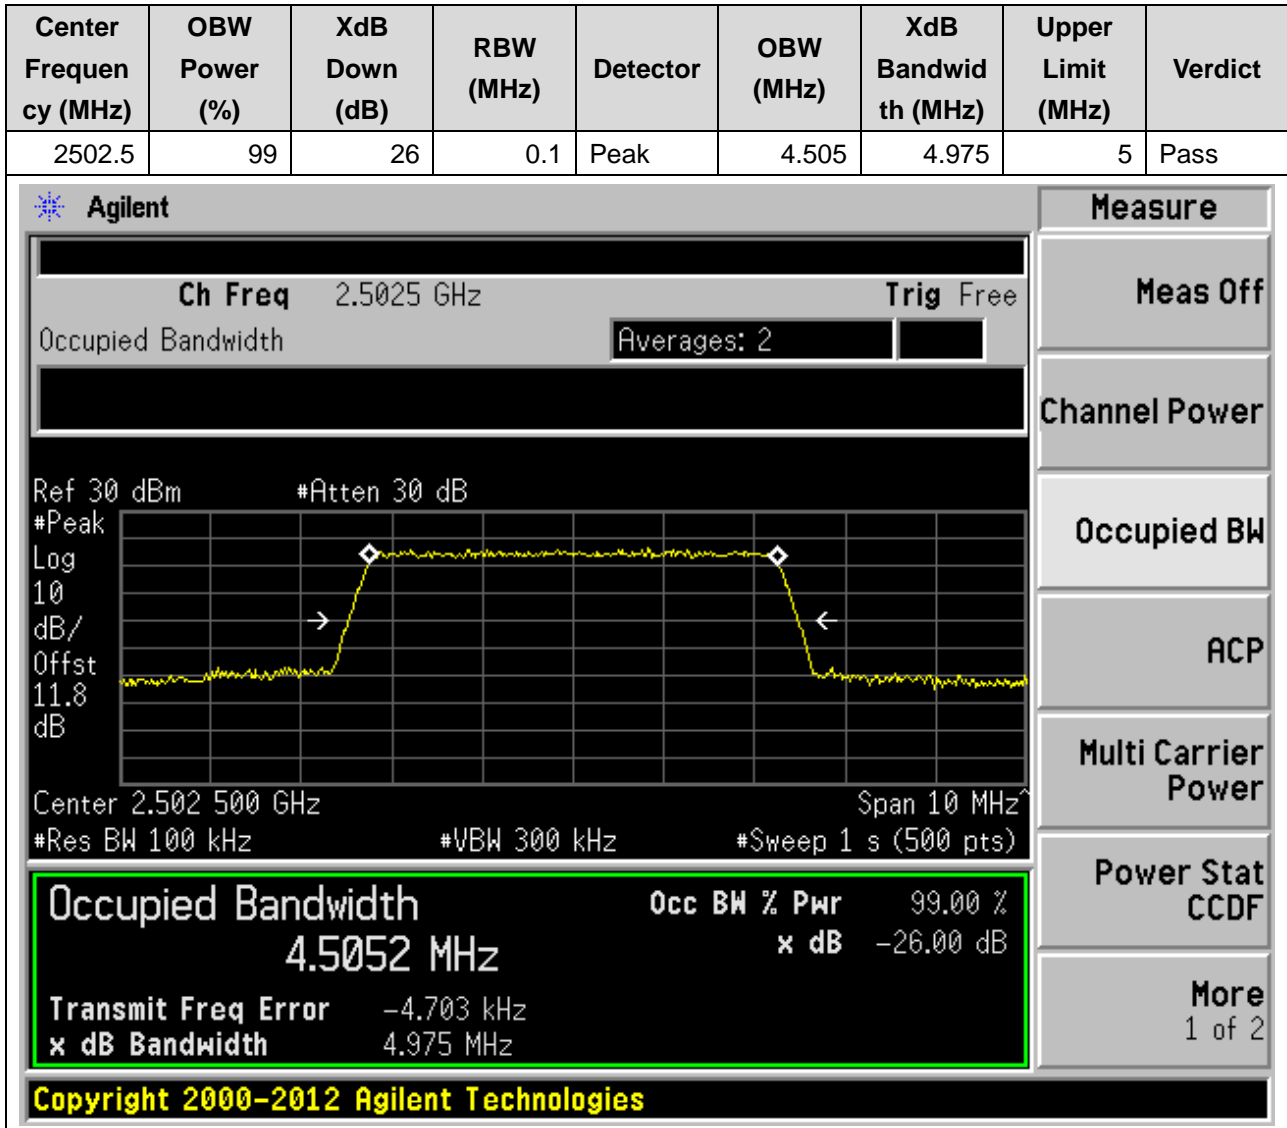 Center Frequen cy (MHz)
OBW Power (%)
XdB Down (dB)
RBW (MHz)
Detector
OBW (MHz)
XdB Bandwid th (MHz)
Upper Limit (MHz)
Verdict
2502.5 99 26 0.1 Peak 4.505 4.975 5 Pass
Agilent
Measure
Ch Freq 2.5025 GHz Trig Free
Occupied Bandwidth Averages: 2
Meas Off
Channel Power
Occupied BW
ACP
Multi Carrier
Power
Power Stat
CCDF
More
1 of 2
Ref 30 dBm #Atten 30 dB
#Peak
Log
10
dB/
Offst
11.8
dB
Center 2.502 500 GHz Span 10 MHz^
#Res BW 100 kHz #VBW 300 kHz #Sweep 1 s (500 pts)
Occupied Bandwidth Occ BW % Pwr 99.00 %
4.5052 MHz x dB -26.00 dB
Transmit Freq Error -4.703 kHz
x dB Bandwidth 4.975 MHz
Copyright 2000-2012 Agilent Technologies